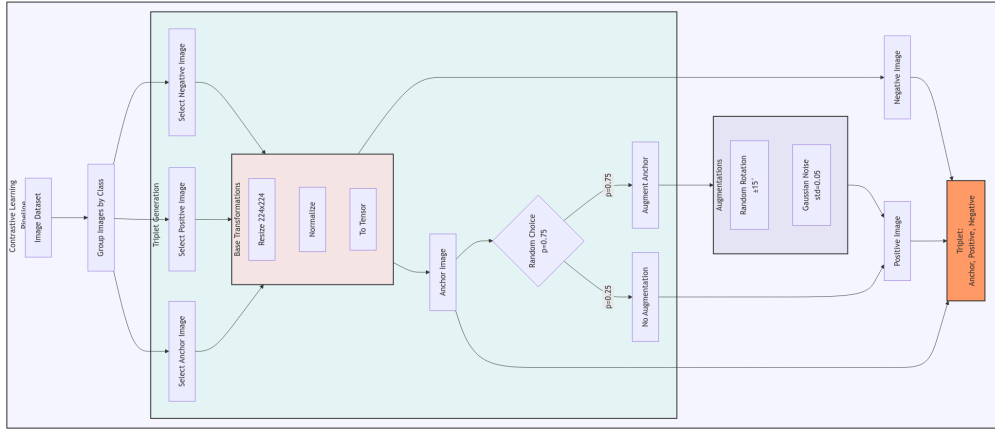 Contrastive Learning
Pipeline
Image Dataset
Group Images by Class
Triplet Generation
Select Negative Image
Select Positive Image
Select Anchor Image
Base Transformations
Resize 224x224
Normalize
To Tensor
Anchor Image
Random Choice
p=0.75
p=0.75
p=0.25
Augment Anchor
No Augmentation
Augmentations
Random Rotation
±15°
Gaussian Noise
std=0.05
Negative Image
Positive Image
Triplet:
Anchor, Positive, Negative